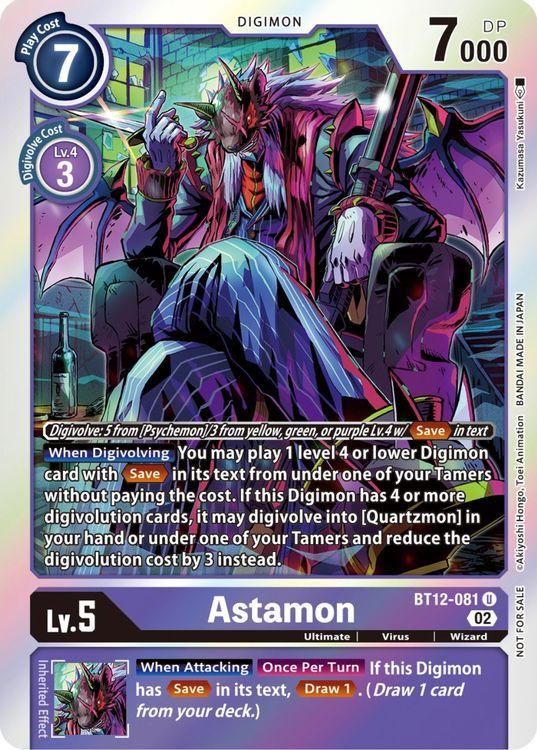 DIGIMON
Play Cost
7
DP
7000
Digivolve Cost
Lv.4
3
Kazumasa Yasukuni
©Akiyoshi Hongo, Toei Animation BANDAI MADE IN JAPAN
NOT FOR SALE
Digivolve: 5 from [Psychemon]/3 from yellow, green, or purple Lv.4 w/ Save in text
When Digivolving You may play 1 level 4 or lower Digimon
card with Save in its text from under one of your Tamers
without paying the cost. If this Digimon has 4 or more
digivolution cards, it may digivolve into [Quartzmon] in
your hand or under one of your Tamers and reduce the
digivolution cost by 3 instead.
BT12-081 U
Lv.5 Astamon 02
Ultimate | Virus | Wizard
Inherited Effect
When Attacking Once Per Turn If this Digimon
has Save in its text, Draw 1. (Draw 1 card
from your deck.)